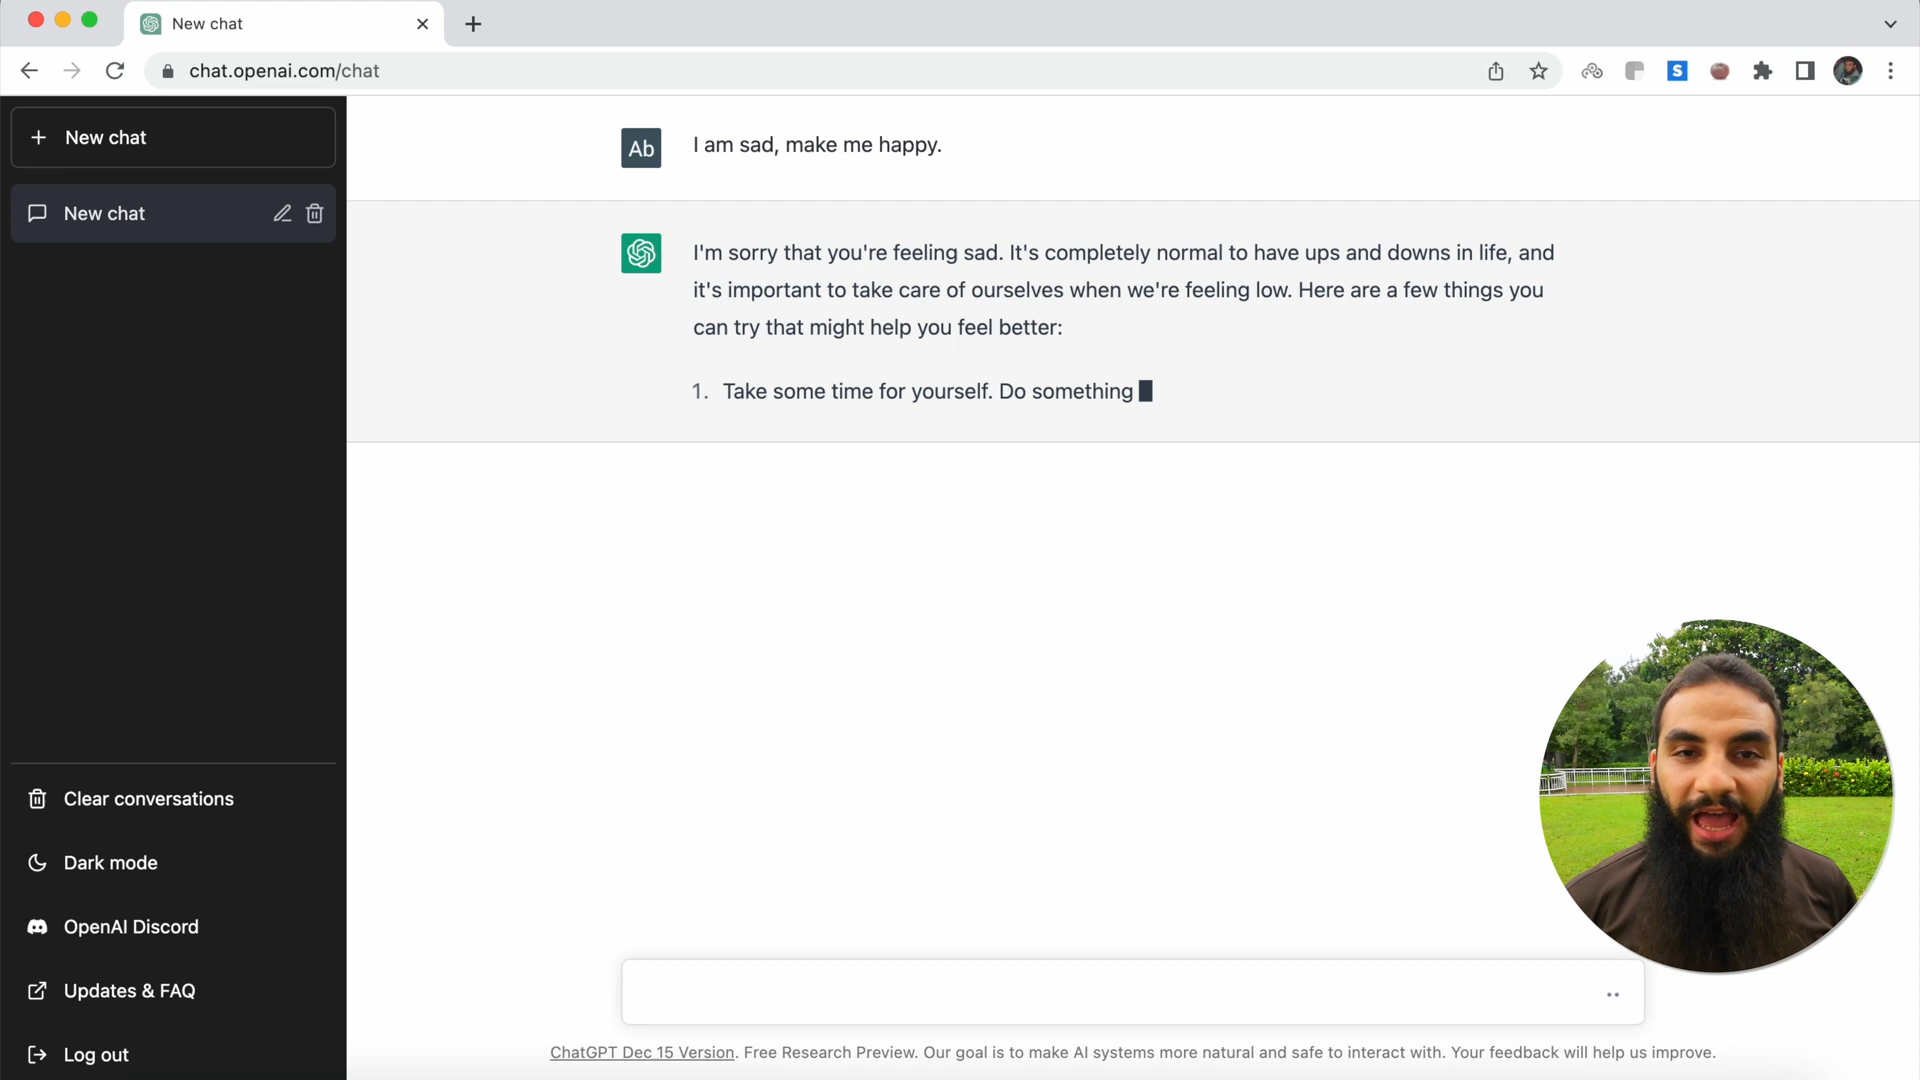 New chat
chat.openai.com/chat
S
New chat
New chat
Ab
I am sad, make me happy.
I'm sorry that you're feeling sad. It's completely normal to have ups and downs in life, and
it's important to take care of ourselves when we're feeling low. Here are a few things you
can try that might help you feel better:
1. Take some time for yourself. Do something
Clear conversations
Dark mode
OpenAI Discord
Updates & FAQ
Log out
ChatGPT Dec 15 Version. Free Research Preview. Our goal is to make AI systems more natural and safe to interact with. Your feedback will help us improve.